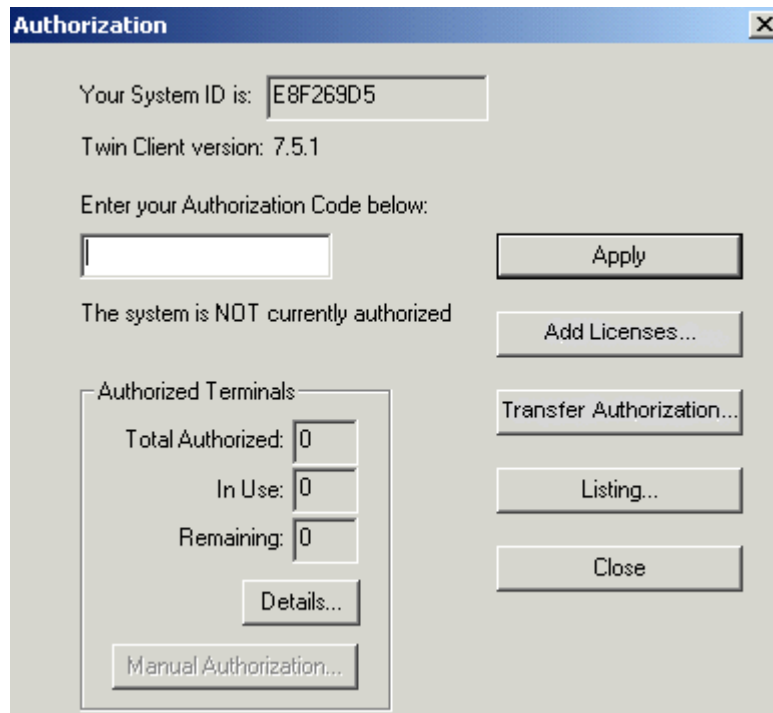 Authorization
Your System ID is: E8F269D5
Twin Client version: 7.5.1
Enter your Authorization Code below:
Apply
The system is NOT currently authorized
Add Licenses...
Authorized Terminals
Transfer Authorization...
Total Authorized: 0
In Use: 0
Listing...
Remaining: 0
Close
Details...
Manual Authorization...